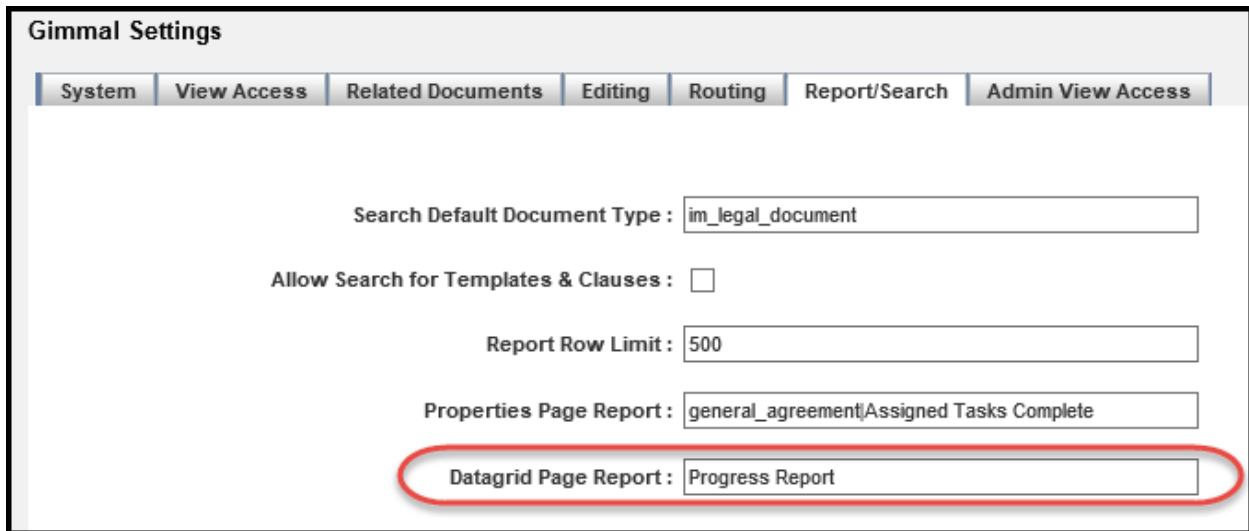 Gimmal Settings
System View Access Related Documents Editing Routing Report/Search Admin View Access
Search Default Document Type : im_legal_document
Allow Search for Templates & Clauses :
Report Row Limit : 500
Properties Page Report : general_agreement|Assigned Tasks Complete
Datagrid Page Report : Progress Report